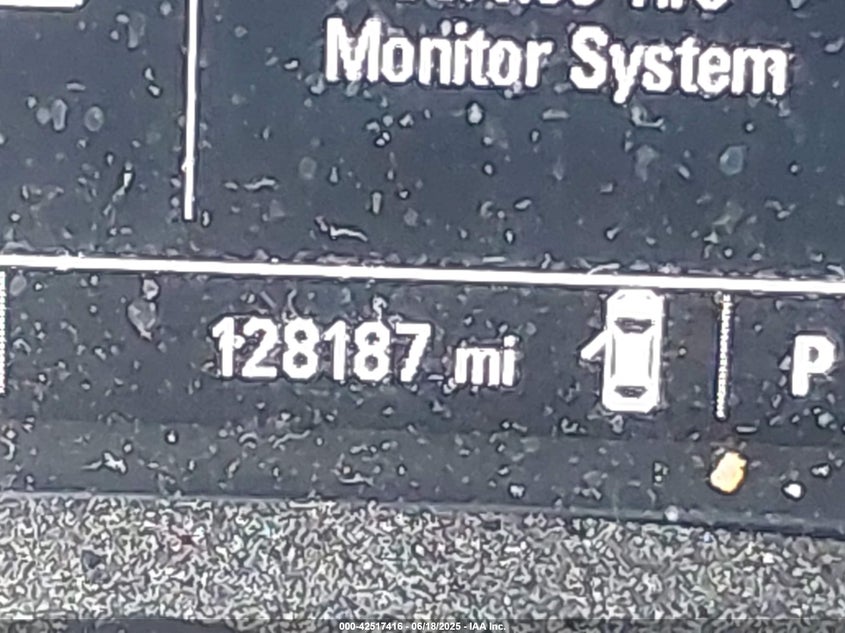 Monitor System
128187 mi
P
000-42517416 - 06/18/2025 - IAA Inc.